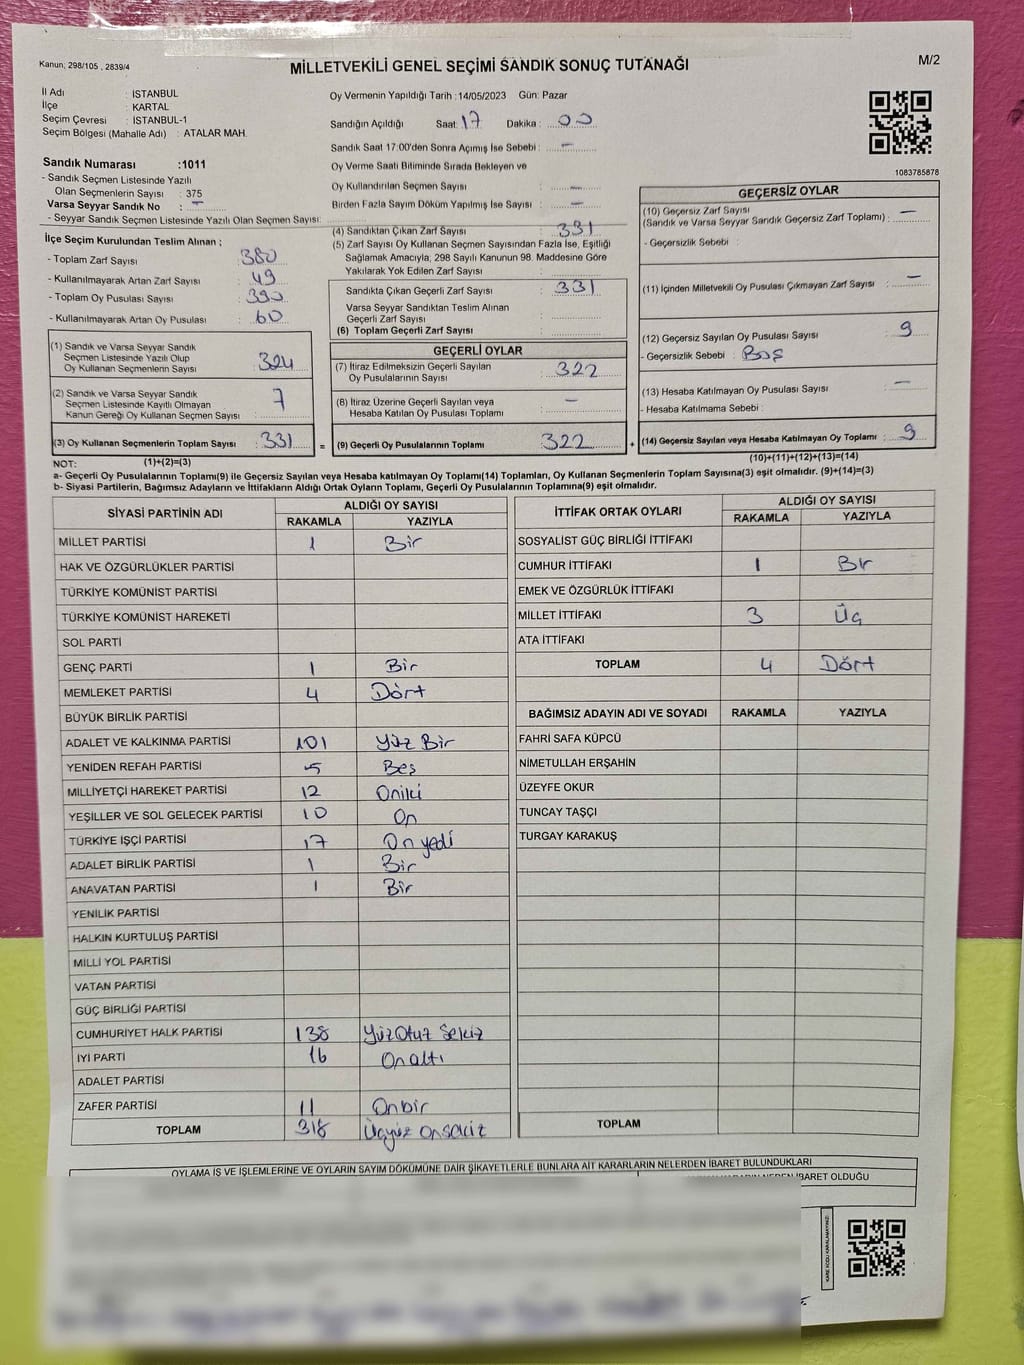 Kanun; 298/105 , 2839/4
MİLLETVEKİLİ GENEL SEÇİMİ SANDIK SONUÇ TUTANAĞI
M/2
İl Adı : İSTANBUL
İlçe : KARTAL
Seçim Çevresi : İSTANBUL-1
Seçim Bölgesi (Mahalle Adı) : ATALAR MAH.
Oy Vermenin Yapıldığı Tarih :14/05/2023 Gün: Pazar
Sandığın Açıldığı Saat: 17 Dakika : 00
Sandık Saat 17:00'den Sonra Açımış İse Sebebi : -
Oy Verme Saati Bitiminde Sırada Bekleyen ve
Oy Kullandırılan Seçmen Sayısı : -
Birden Fazla Sayım Döküm Yapılmış İse Sayısı : -
1083785878
Sandık Numarası :1011
- Sandık Seçmen Listesinde Yazılı
Olan Seçmenlerin Sayısı : 375
Varsa Seyyar Sandık No : -
- Seyyar Sandık Seçmen Listesinde Yazılı Olan Seçmen Sayısı:
İlçe Seçim Kurulundan Teslim Alınan ;
- Toplam Zarf Sayısı : 380
- Kullanılmayarak Artan Zarf Sayısı : 49
- Toplam Oy Pusulası Sayısı : 390
- Kullanılmayarak Artan Oy Pusulası : 60
(4) Sandıktan Çıkan Zarf Sayısı : 331
(5) Zarf Sayısı Oy Kullanan Seçmen Sayısından Fazla İse, Eşitliği
Sağlamak Amacıyla; 298 Sayılı Kanunun 98. Maddesine Göre
Yakılarak Yok Edilen Zarf Sayısı :
Sandıkta Çıkan Geçerli Zarf Sayısı : 331
Varsa Seyyar Sandıktan Teslim Alınan
Geçerli Zarf Sayısı :
(6) Toplam Geçerli Zarf Sayısı :
GEÇERSİZ OYLAR
(10) Geçersiz Zarf Sayısı
(Sandık ve Varsa Seyyar Sandık Geçersiz Zarf Toplamı) : -
- Geçersizlik Sebebi :
(11) İçinden Milletvekili Oy Pusulası Çıkmayan Zarf Sayısı : -
(12) Geçersiz Sayılan Oy Pusulası Sayısı : 9
- Geçersizlik Sebebi : Boş
(13) Hesaba Katılmayan Oy Pusulası Sayısı : -
- Hesaba Katılmama Sebebi :
(14) Geçersiz Sayılan veya Hesaba Katılmayan Oy Toplamı : 9
(10)+(11)+(12)+(13)=(14)
(1) Sandık ve Varsa Seyyar Sandık
Seçmen Listesinde Yazılı Olup
Oy Kullanan Seçmenlerin Sayısı : 324
(2) Sandık ve Varsa Seyyar Sandık
Seçmen Listesinde Kayıtlı Olmayan
Kanun Gereği Oy Kullanan Seçmen Sayısı : 7
(3) Oy Kullanan Seçmenlerin Toplam Sayısı : 331 =
(1)+(2)=(3)
GEÇERLİ OYLAR
(7) İtiraz Edilmeksizin Geçerli Sayılan
Oy Pusulalarının Sayısı : 322
(8) İtiraz Üzerine Geçerli Sayılan veya
Hesaba Katılan Oy Pusulası Toplamı : -
(9) Geçerli Oy Pusulalarının Toplamı : 322 +
NOT:
a- Geçerli Oy Pusulalarının Toplamı(9) ile Geçersiz Sayılan veya Hesaba katılmayan Oy Toplamı(14) Toplamları, Oy Kullanan Seçmenlerin Toplam Sayısına(3) eşit olmalıdır. (9)+(14)=(3)
b- Siyasi Partilerin, Bağımsız Adayların ve İttifakların Aldığı Ortak Oyların Toplamı, Geçerli Oy Pusulalarının Toplamına(9) eşit olmalıdır.
SİYASİ PARTİNİN ADI ALDIĞI OY SAYISI
RAKAMLA YAZIYLA
MİLLET PARTİSİ 1 Bir
HAK VE ÖZGÜRLÜKLER PARTİSİ
TÜRKİYE KOMÜNİST PARTİSİ
TÜRKİYE KOMÜNİST HAREKETİ
SOL PARTİ
GENÇ PARTİ 1 Bir
MEMLEKET PARTİSİ 4 Dört
BÜYÜK BİRLİK PARTİSİ
ADALET VE KALKINMA PARTİSİ 101 Yüz Bir
YENİDEN REFAH PARTİSİ 5 Beş
MİLLİYETÇİ HAREKET PARTİSİ 12 Oniki
YEŞİLLER VE SOL GELECEK PARTİSİ 10 On
TÜRKİYE İŞÇİ PARTİSİ 17 On yedi
ADALET BİRLİK PARTİSİ 1 Bir
ANAVATAN PARTİSİ 1 Bir
YENİLİK PARTİSİ
HALKIN KURTULUŞ PARTİSİ
MİLLİ YOL PARTİSİ
VATAN PARTİSİ
GÜÇ BİRLİĞİ PARTİSİ
CUMHURİYET HALK PARTİSİ 138 YüzOtuz Sekiz
İYİ PARTİ 16 On altı
ADALET PARTİSİ
ZAFER PARTİSİ 11 Onbir
TOPLAM 318 Üçyüz onsekiz
İTTİFAK ORTAK OYLARI ALDIĞI OY SAYISI
RAKAMLA YAZIYLA
SOSYALİST GÜÇ BİRLİĞİ İTTİFAKI
CUMHUR İTTİFAKI 1 Bir
EMEK VE ÖZGÜRLÜK İTTİFAKI
MİLLET İTTİFAKI 3 Üç
ATA İTTİFAKI
TOPLAM 4 Dört
BAĞIMSIZ ADAYIN ADI VE SOYADI RAKAMLA YAZIYLA
FAHRİ SAFA KÜPCÜ
NİMETULLAH ERŞAHİN
ÜZEYFE OKUR
TUNCAY TAŞÇI
TURGAY KARAKUŞ
TOPLAM
OYLAMA İŞ VE İŞLEMLERİNE VE OYLARIN SAYIM DÖKÜMÜNE DAİR ŞİKAYETLERLE BUNLARA AİT KARARLARIN NELERDEN İBARET BULUNDUKLARI
NEDEN İBARET OLDUĞU
KARE KODU KARALAMAYINIZ!